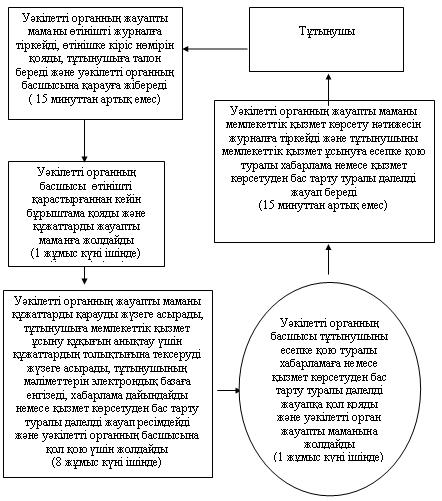 Уәкілетті органның жауапты
маманы өтінішті журналға
тіркейді, өтінішке кіріс нөмірін
қояды, тұтынушыға талон
береді және уәкілетті органның
басшысына қарауға жібереді
( 15 минуттан артық емес)
Тұтынушы
Уәкілетті органның
басшысы өтінішті
қарастырғаннан кейін
бұрыштама қояды және
құжаттарды жауапты
маманға жолдайды
(1 жұмыс күні ішінде)
Уәкілетті органның жауапты маманы
мемлекеттік қызмет көрсету нәтижесін
журналға тіркейді және тұтынушыны
мемлекеттік қызмет ұсынуға есепке қою
туралы хабарлама немесе қызмет
көрсетуден бас тарту туралы дәлелді
жауап береді
(15 минуттан артық емес)
Уәкілетті органның жауапты маманы
құжаттарды қарауды жүзеге асырады,
тұтынушыға мемлекеттік қызмет
ұсыну құқығын анықтау үшін
құжаттардың толықтығына тексеруді
жүзеге асырады, тұтынушының
мәліметтерін электрондық базаға
енгізеді, хабарлама дайындайды
немесе қызмет көрсетуден бас тарту
туралы дәлелді жауап ресімдейді
және уәкілетті органның басшысына
қол қою үшін жолдайды
(8 жұмыс күні ішінде)
Уәкілетті органның
басшысы тұтынушыны
есепке қою туралы
хабарламаға немесе
қызмет көрсетуден бас
тарту туралы дәлелді
жауапқа қол қояды
және уәкілетті орган
жауапты маманына
жолдайды
(1 жұмыс күні ішінде)